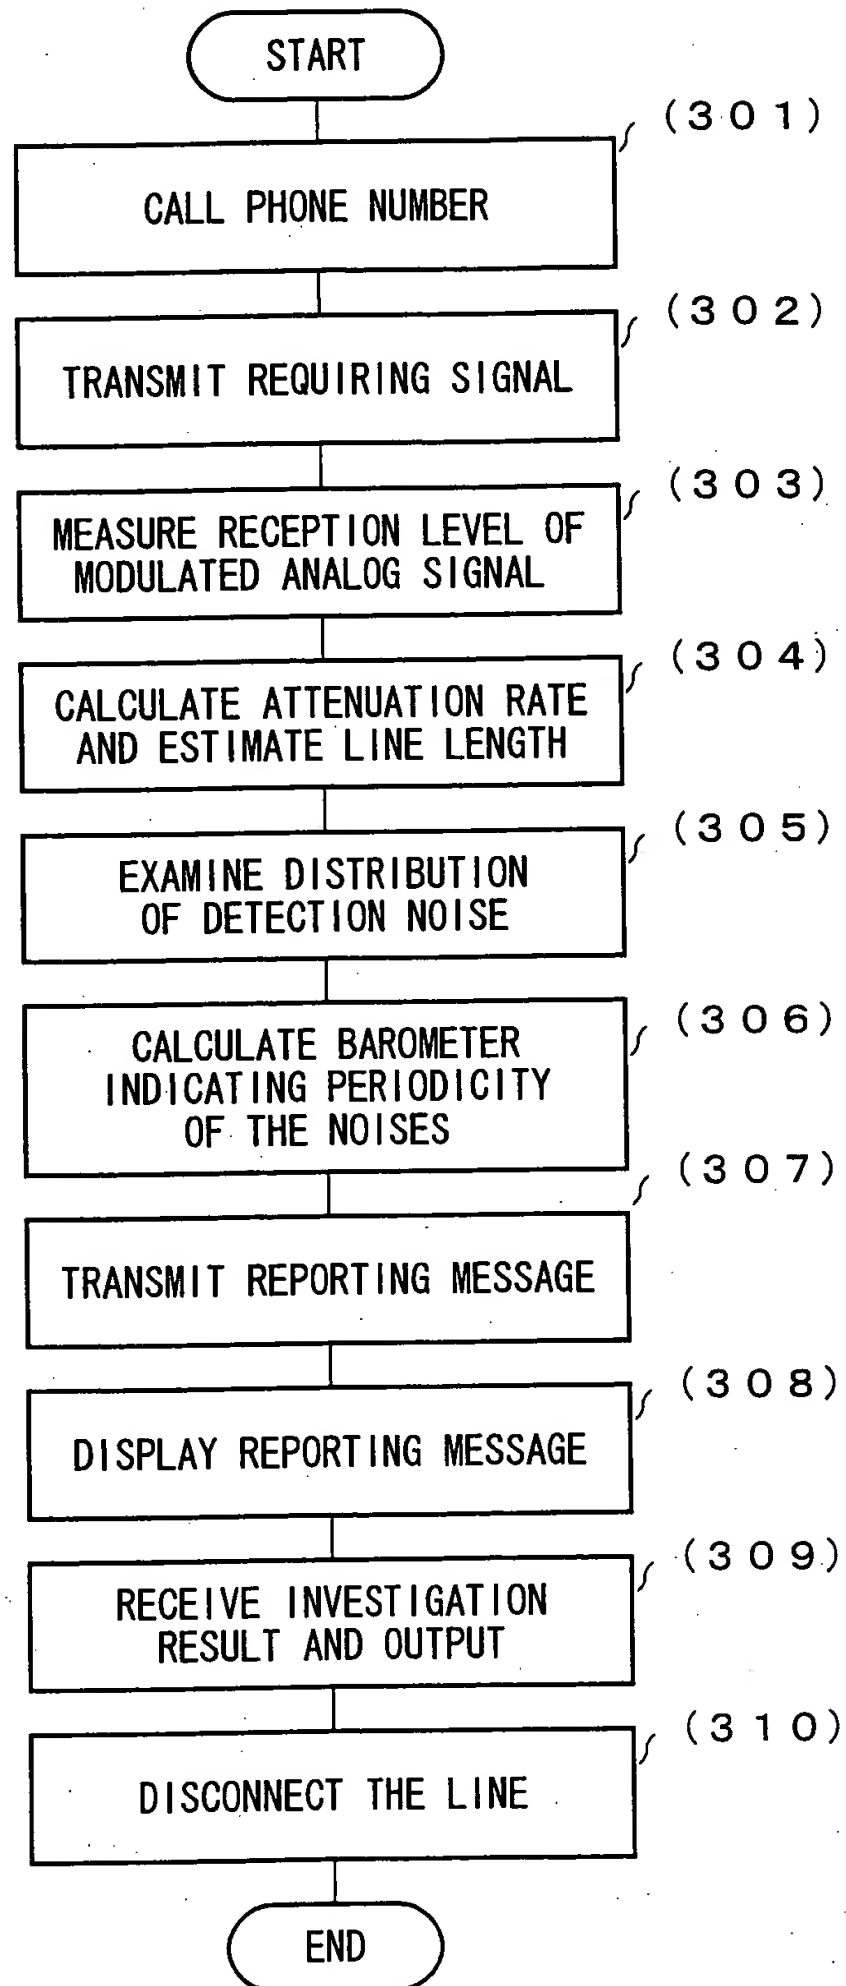 START
(301)
CALL PHONE NUMBER
(302)
TRANSMIT REQUIRING SIGNAL
(303)
MEASURE RECEPTION LEVEL OF
MODULATED ANALOG SIGNAL
(304)
CALCULATE ATTENUATION RATE
AND ESTIMATE LINE LENGTH
(305)
EXAMINE DISTRIBUTION
OF DETECTION NOISE
(306)
CALCULATE BAROMETER
INDICATING PERIODICITY
OF THE NOISES
(307)
TRANSMIT REPORTING MESSAGE
(308)
DISPLAY REPORTING MESSAGE
(309)
RECEIVE INVESTIGATION
RESULT AND OUTPUT
(310)
DISCONNECT THE LINE
END